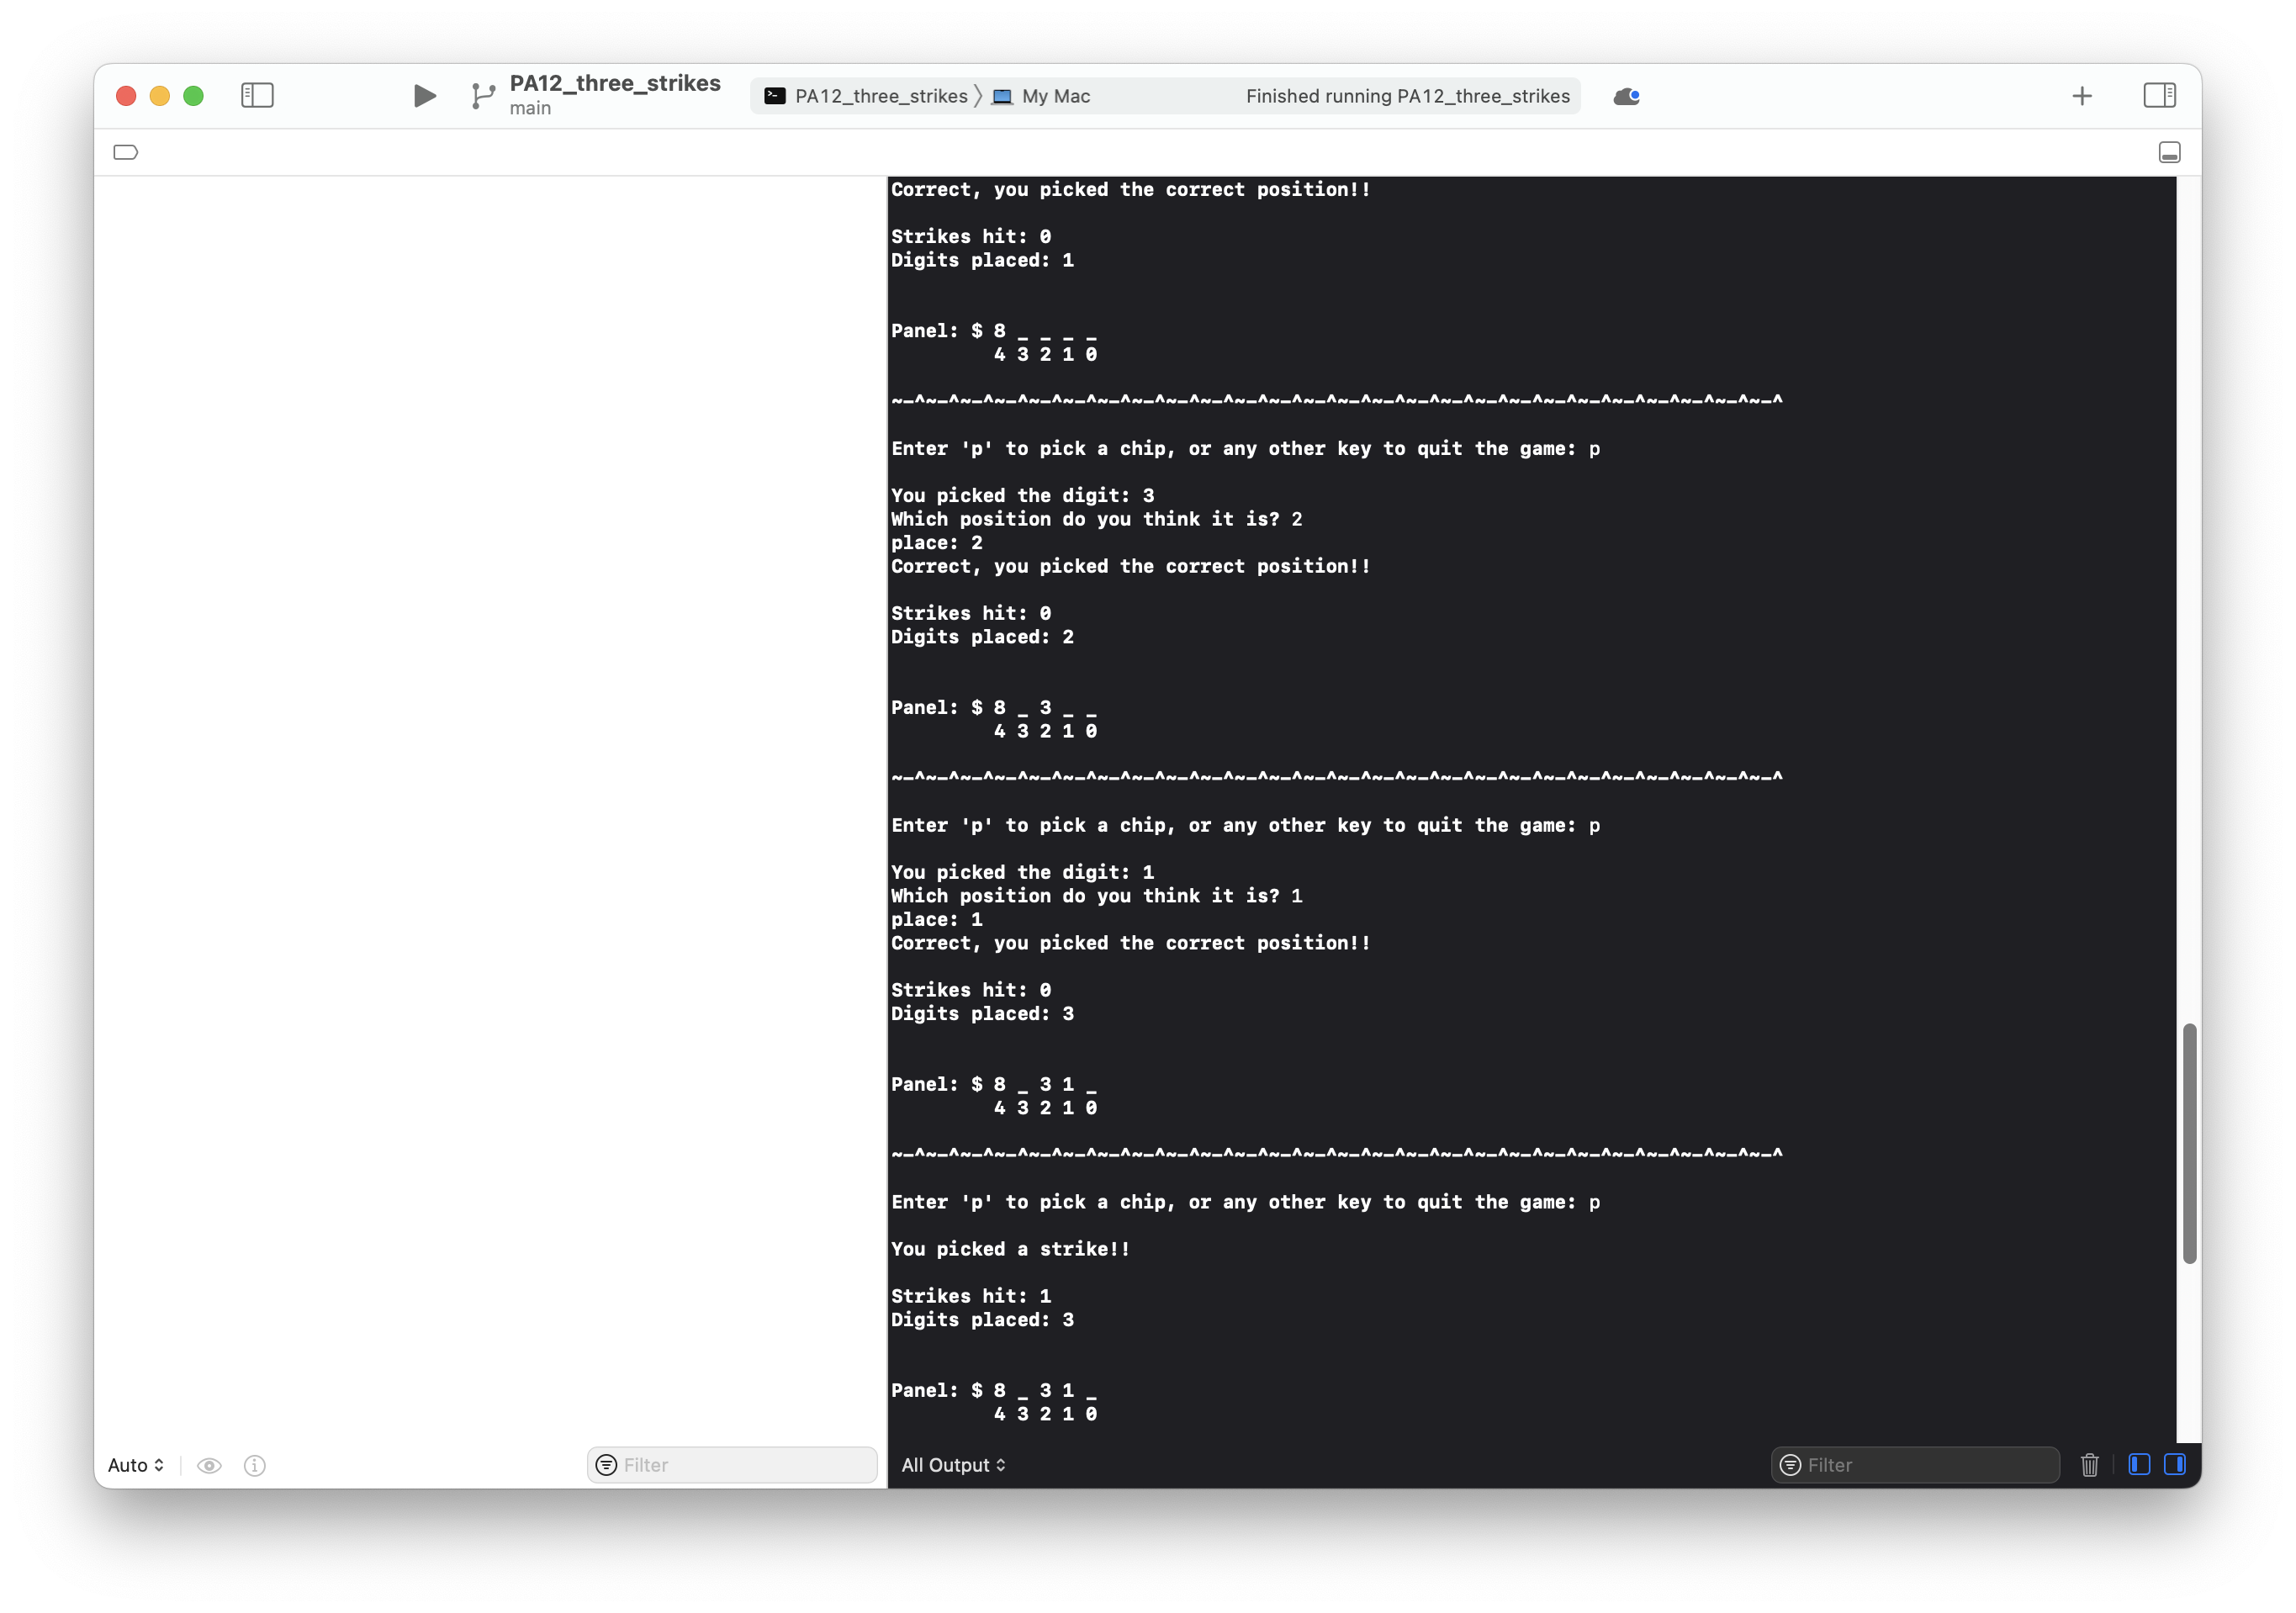 PA12_three_strikes
main
PA12_three_strikes 〉 My Mac
Finished running PA12_three_strikes
Correct, you picked the correct position!!
Strikes hit: 0
Digits placed: 1
Panel: $ 8 _ _ _ _
4 3 2 1 0
~-^~-^~-^~-^~-^~-^~-^~-^~-^~-^~-^~-^~-^~-^~-^~-^~-^~-^~-^~-^~-^~-^~-^~-^~-^~-^
Enter 'p' to pick a chip, or any other key to quit the game: p
You picked the digit: 3
Which position do you think it is? 2
place: 2
Correct, you picked the correct position!!
Strikes hit: 0
Digits placed: 2
Panel: $ 8 _ 3 _ _
4 3 2 1 0
~-^~-^~-^~-^~-^~-^~-^~-^~-^~-^~-^~-^~-^~-^~-^~-^~-^~-^~-^~-^~-^~-^~-^~-^~-^~-^
Enter 'p' to pick a chip, or any other key to quit the game: p
You picked the digit: 1
Which position do you think it is? 1
place: 1
Correct, you picked the correct position!!
Strikes hit: 0
Digits placed: 3
Panel: $ 8 _ 3 1 _
4 3 2 1 0
~-^~-^~-^~-^~-^~-^~-^~-^~-^~-^~-^~-^~-^~-^~-^~-^~-^~-^~-^~-^~-^~-^~-^~-^~-^~-^
Enter 'p' to pick a chip, or any other key to quit the game: p
You picked a strike!!
Strikes hit: 1
Digits placed: 3
Panel: $ 8 _ 3 1 _
4 3 2 1 0
Auto
Filter
All Output
Filter